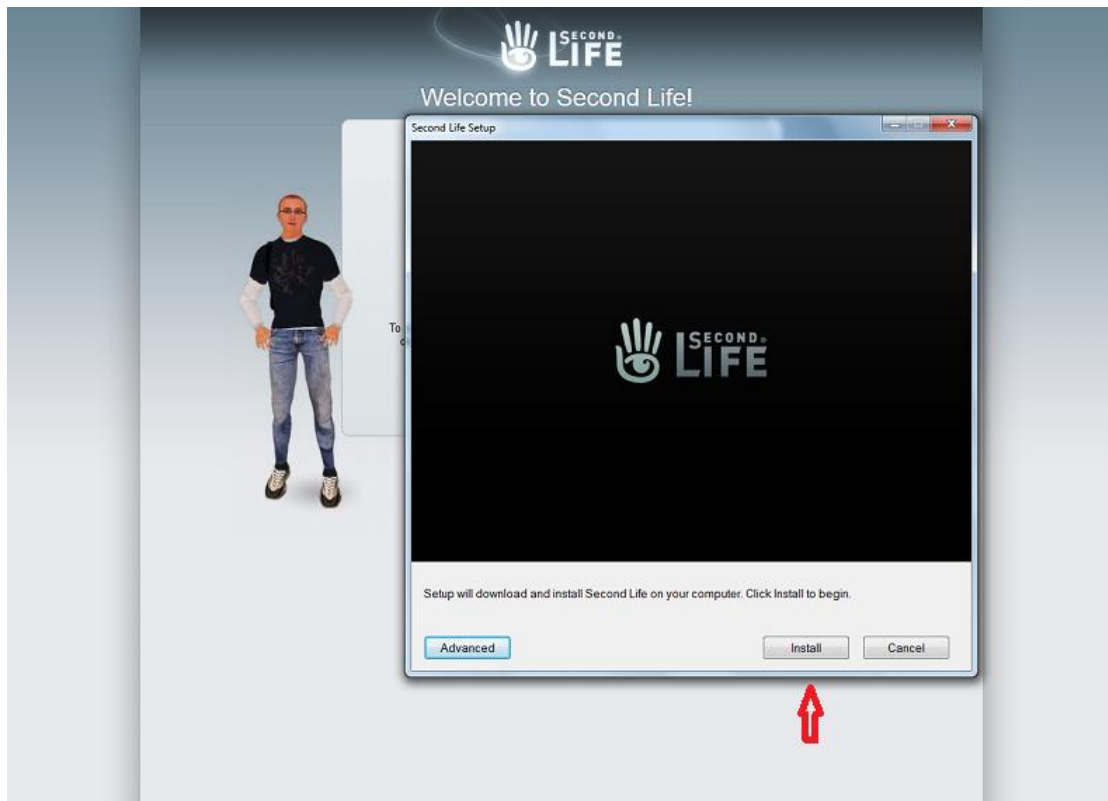 SECOND®
LIFE
Welcome to Second Life!
Second Life Setup
To
SECOND®
LIFE
Setup will download and install Second Life on your computer. Click Install to begin.
Advanced
Install
Cancel